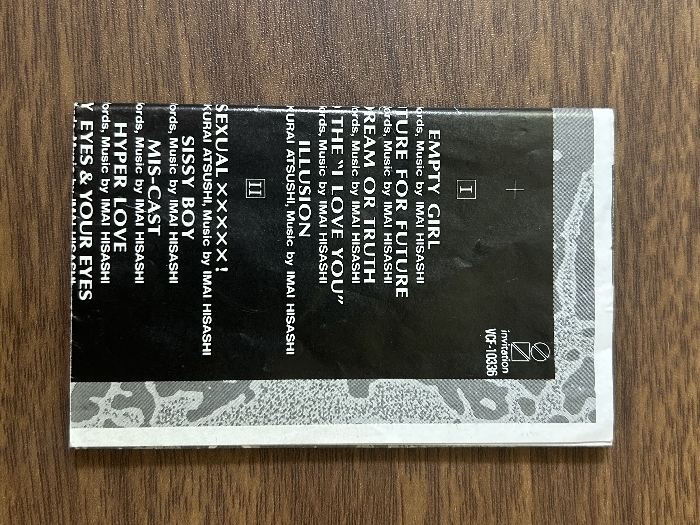 invitation
VCF-10336
I
EMPTY GIRL
ords, Music by IMAI HISASHI
TURE FOR FUTURE
ords, Music by IMAI HISASHI
REAM OR TRUTH
ords, Music by IMAI HISASHI
THE “I LOVE YOU”
ords, Music by IMAI HISASHI
ILLUSION
KURAI ATSUSHI, Music by IMAI HISASHI
II
SEXUAL ×××××!
KURAI ATSUSHI, Music by IMAI HISASHI
SISSY BOY
ords, Music by IMAI HISASHI
MIS-CAST
ords, Music by IMAI HISASHI
HYPER LOVE
ords, Music by IMAI HISASHI
Y EYES & YOUR EYES